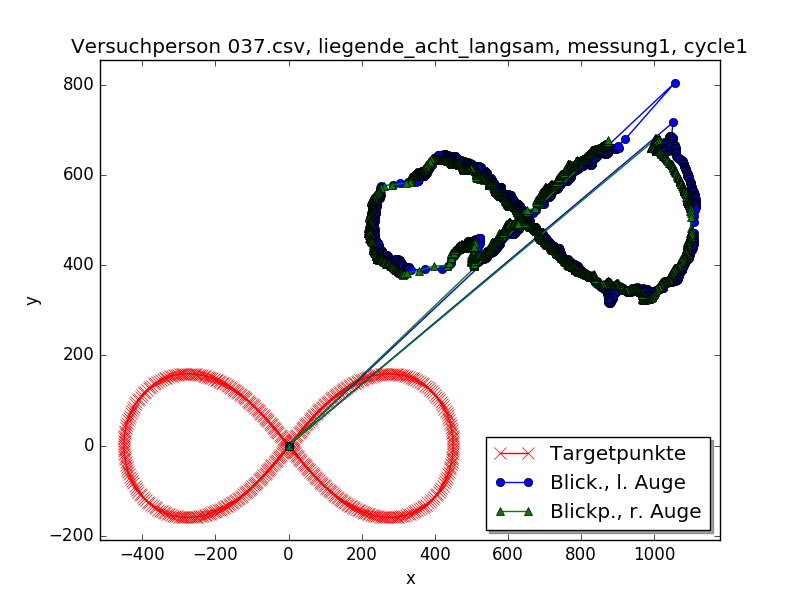 Versuchperson 037.csv, liegende_acht_langsam, messung1, cycle1
y
800
600
400
200
0
−200
−400
−200
0
200
400
600
800
1000
x
Targetpunkte
Blick., l. Auge
Blickp., r. Auge